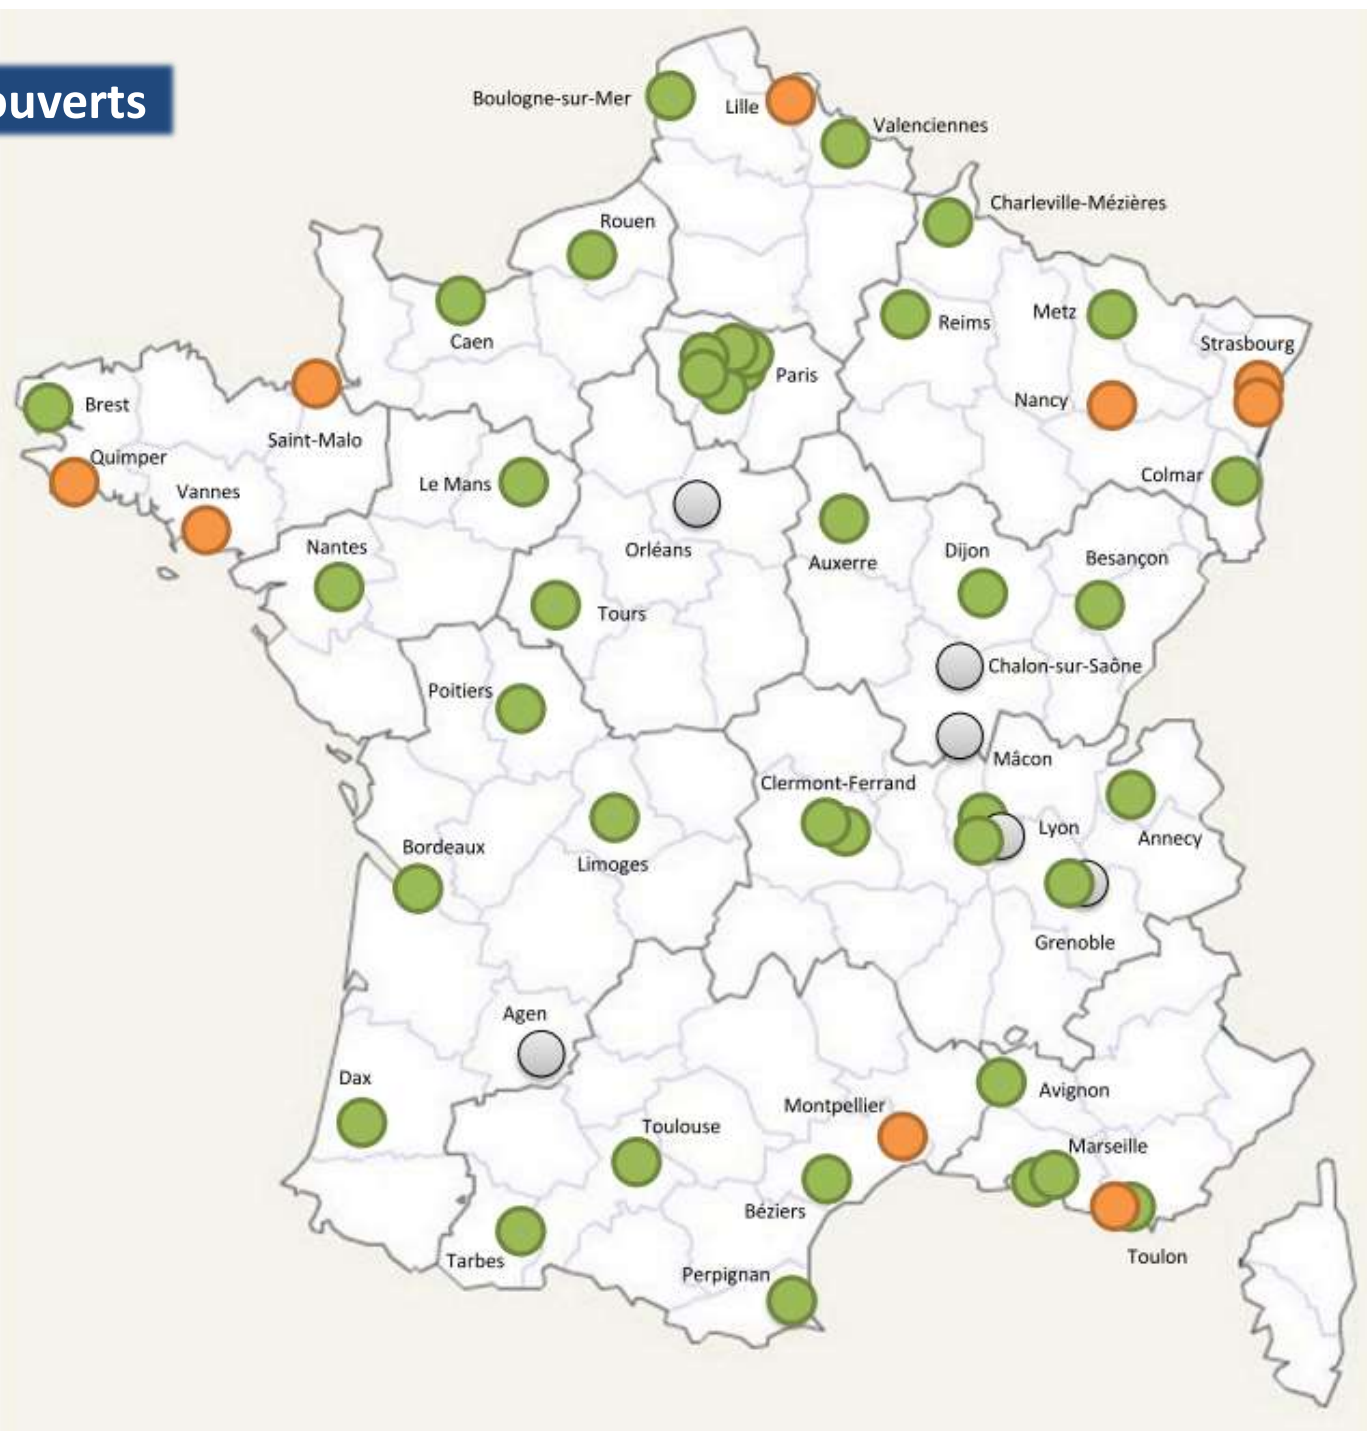 ouverts
Boulogne-sur-Mer
Lille
Valenciennes
Charleville-Mézières
Rouen
Caen
Reims
Metz
Strasbourg
Paris
Nancy
Brest
Saint-Malo
Quimper
Vannes
Le Mans
Colmar
Nantes
Orléans
Auxerre
Dijon
Besançon
Tours
Chalon-sur-Saône
Poitiers
Mâcon
Clermont-Ferrand
Lyon
Annecy
Bordeaux
Limoges
Grenoble
Agen
Dax
Avignon
Montpellier
Toulouse
Marseille
Béziers
Tarbes
Toulon
Perpignan